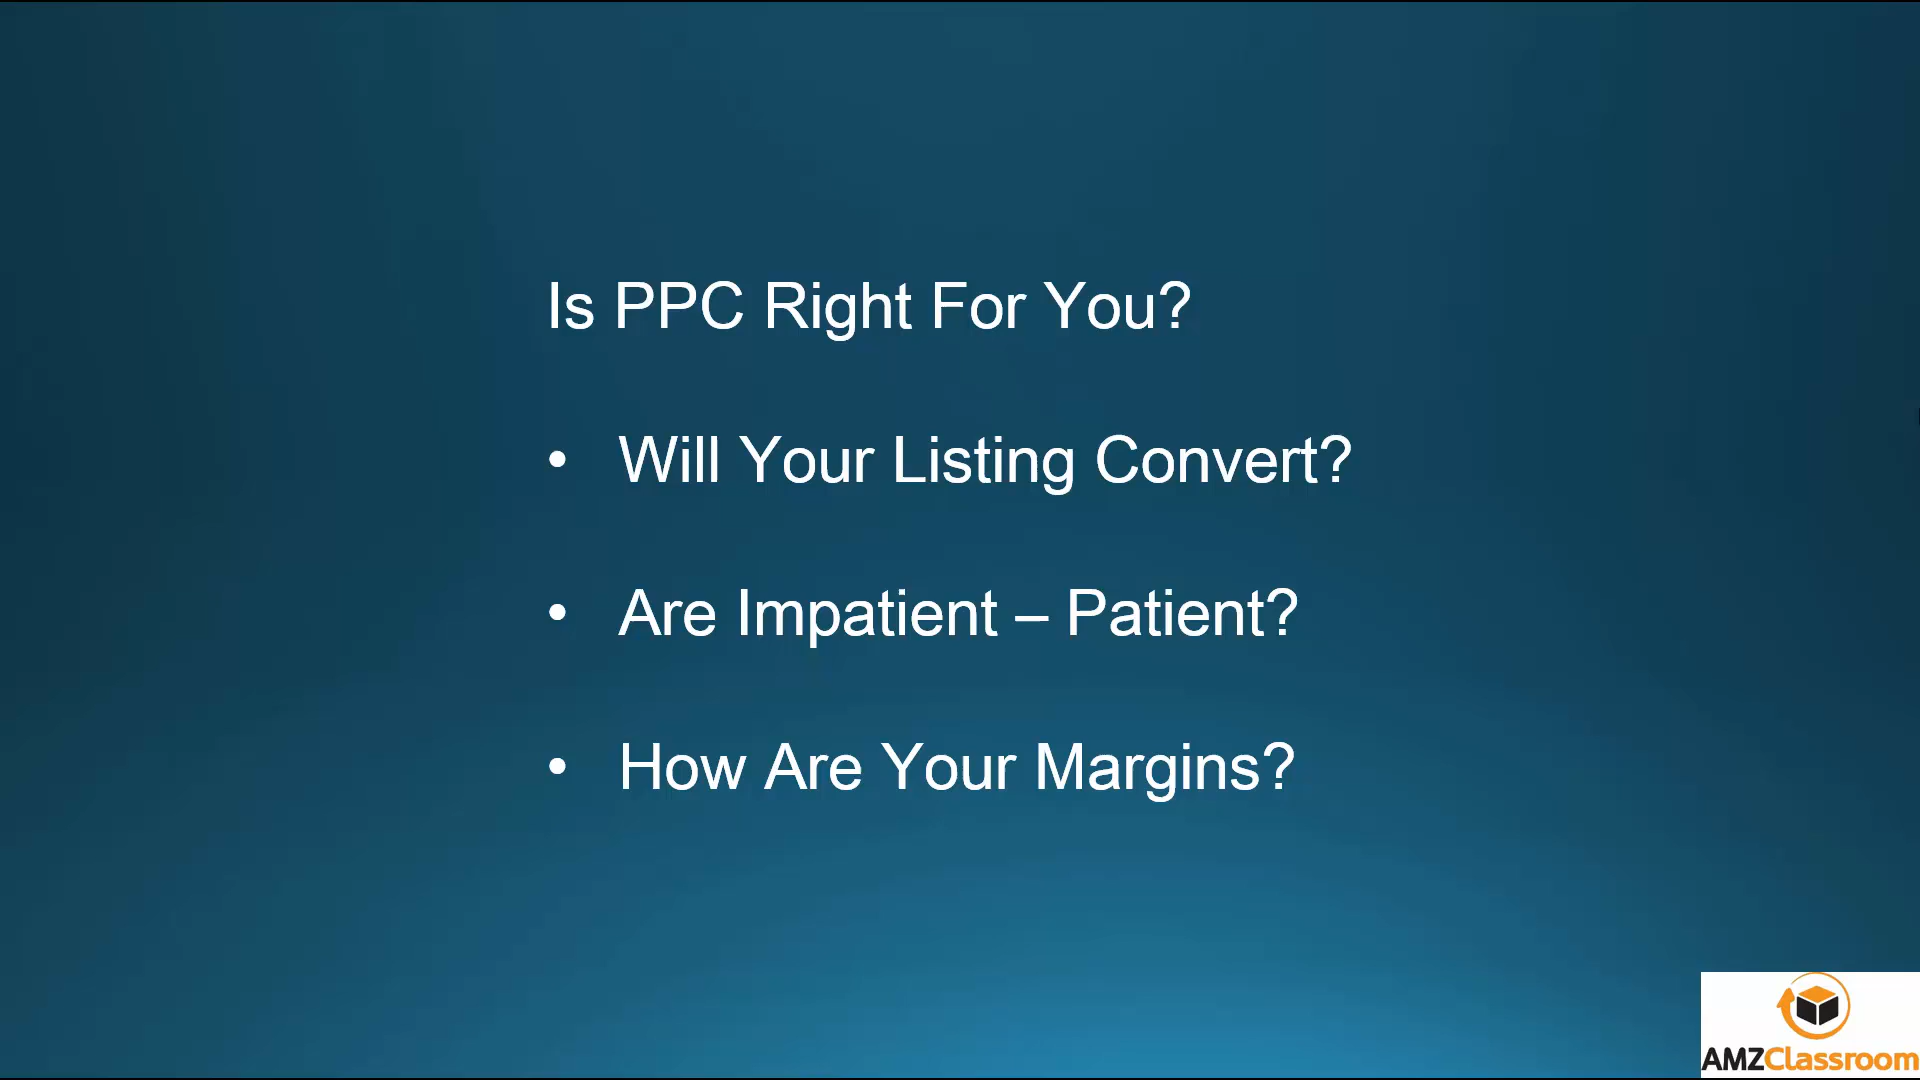 Is PPC Right For You?
• Will Your Listing Convert?
• Are Impatient – Patient?
• How Are Your Margins?
AMZClassroom